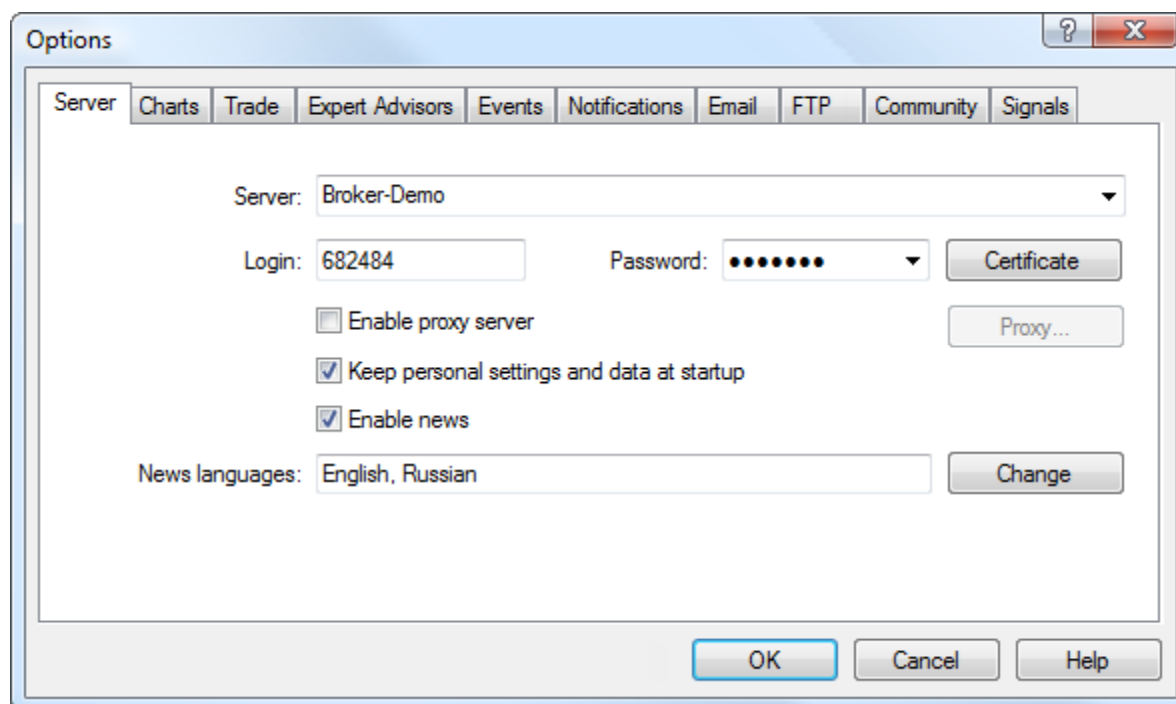 Options
Server Charts Trade Expert Advisors Events Notifications Email FTP Community Signals
Server: Broker-Demo
Login: 682484 Password: ●●●●●●● Certificate
Enable proxy server Proxy...
Keep personal settings and data at startup
Enable news
News languages: English, Russian Change
OK Cancel Help